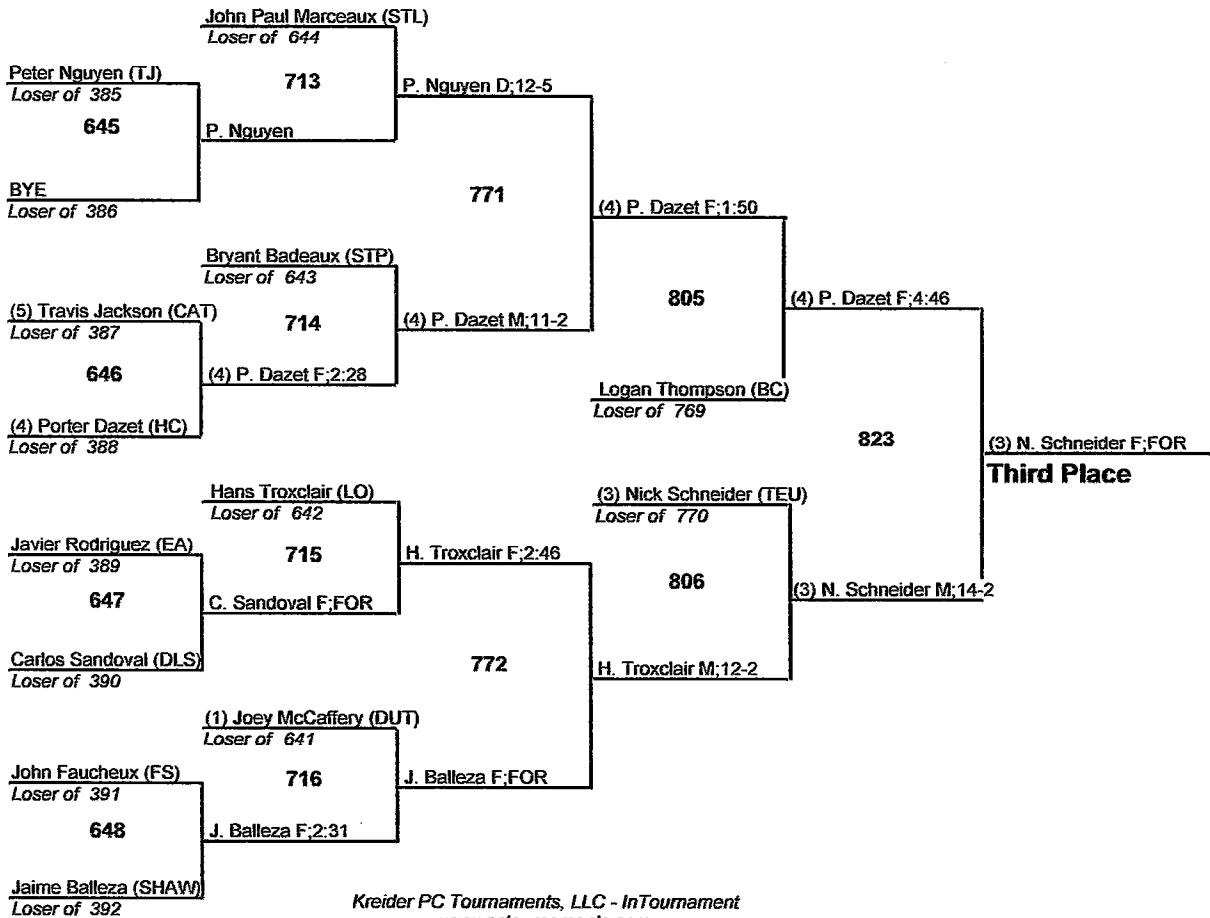 John Paul Marceaux (STL)
Loser of 644
Peter Nguyen (TJ)
Loser of 385
713
P. Nguyen D;12-5
645
P. Nguyen
BYE
Loser of 386
771
(4) P. Dazet F;1:50
Bryant Badeaux (STP)
Loser of 643
(5) Travis Jackson (CAT)
Loser of 387
714
(4) P. Dazet M;11-2
805
(4) P. Dazet F;4:46
646
(4) P. Dazet F;2:28
Logan Thompson (BC)
Loser of 769
(4) Porter Dazet (HC)
Loser of 388
823
(3) N. Schneider F;FOR
Third Place
Hans Troxclair (LO)
Loser of 642
(3) Nick Schneider (TEU)
Loser of 770
Javier Rodriguez (EA)
Loser of 389
715
H. Troxclair F;2:46
806
647
C. Sandoval F;FOR
(3) N. Schneider M;14-2
Carlos Sandoval (DLS)
Loser of 390
772
H. Troxclair M;12-2
(1) Joey McCaffery (DUT)
Loser of 641
John Faucheux (FS)
Loser of 391
716
J. Balleza F;FOR
648
J. Balleza F;2:31
Jaime Balleza (SHAW)
Loser of 392
Kreider PC Tournaments, LLC - InTournament